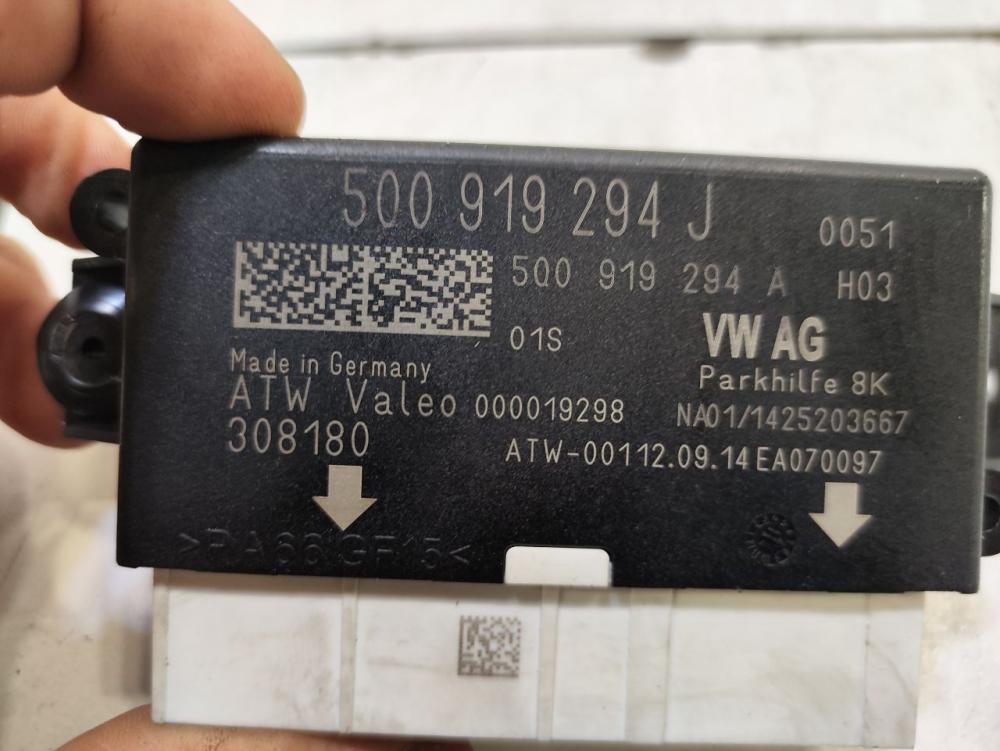 5Q0 919 294 J
0051
5Q0 919 294 A H03
01S
VW AG
Made in Germany
Parkhilfe 8K
ATW Valeo 000019298
NA01/1425203667
308180
ATW-00112.09.14 EA070097
>PA66 GF15<